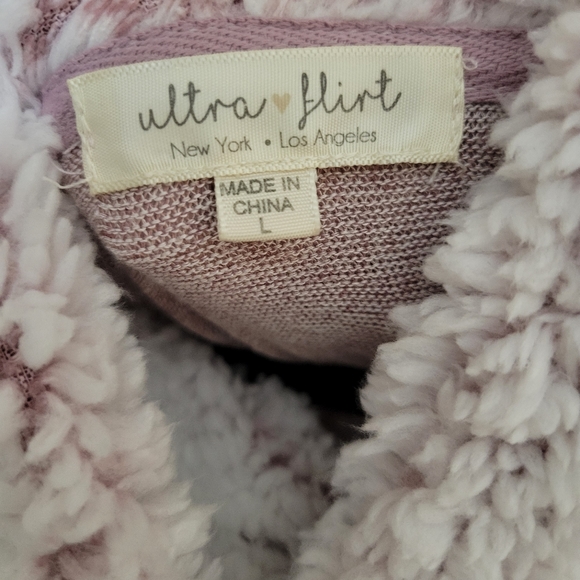 ultra flirt
New York • Los Angeles
MADE IN
CHINA
L